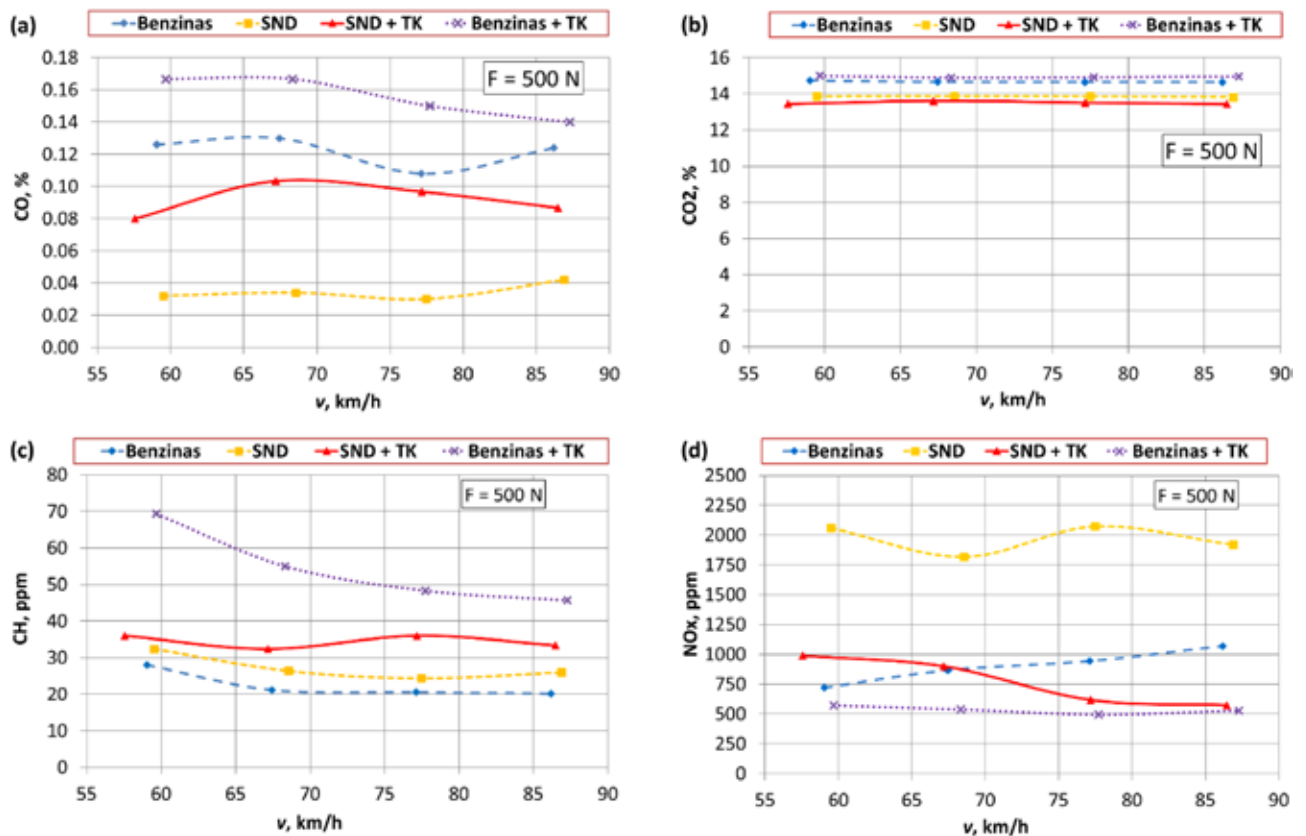 (a) Benzinas SND SND + TK Benzinas + TK
F = 500 N
CO, %
0.18
0.16
0.14
0.12
0.10
0.08
0.06
0.04
0.02
0.00
55 60 65 70 75 80 85 90
v, km/h
(b) Benzinas SND SND + TK Benzinas + TK
F = 500 N
CO2, %
16
14
12
10
8
6
4
2
0
55 60 65 70 75 80 85 90
v, km/h
(c) Benzinas SND SND + TK Benzinas + TK
F = 500 N
CH, ppm
80
70
60
50
40
30
20
10
0
55 60 65 70 75 80 85 90
v, km/h
(d) Benzinas SND SND + TK Benzinas + TK
F = 500 N
NOx, ppm
2500
2250
2000
1750
1500
1250
1000
750
500
250
0
55 60 65 70 75 80 85 90
v, km/h